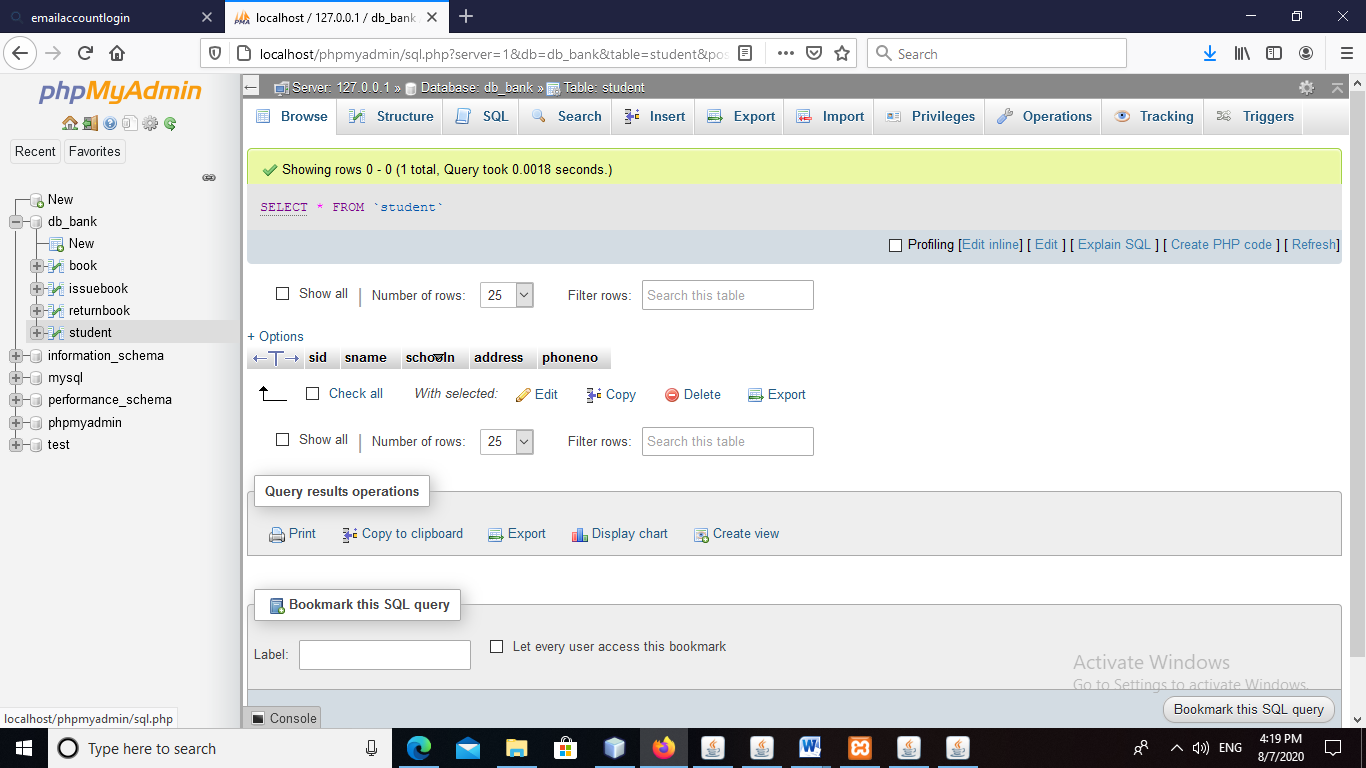 emailaccountlogin
localhost / 127.0.0.1 / db_bank
localhost/phpmyadmin/sql.php?server=1&db=db_bank&table=student&pos
Search
phpMyAdmin
Recent Favorites
New
db_bank
New
book
issuebook
returnbook
student
information_schema
mysql
performance_schema
phpmyadmin
test
localhost/phpmyadmin/sql.php
Server: 127.0.0.1 » Database: db_bank » Table: student
Browse Structure SQL Search Insert Export Import Privileges Operations Tracking Triggers
Showing rows 0 - 0 (1 total, Query took 0.0018 seconds.)
SELECT * FROM `student`
Profiling [Edit inline] [ Edit ] [ Explain SQL ] [ Create PHP code ] [ Refresh]
Show all | Number of rows: 25 Filter rows: Search this table
+ Options
←T→ sid sname address phoneno
Check all With selected: Edit Copy Delete Export
Show all | Number of rows: 25 Filter rows: Search this table
Query results operations
Print Copy to clipboard Export Display chart Create view
Bookmark this SQL query
Label: Let every user access this bookmark
Activate Windows
Go to Settings to activate Windows.
Bookmark this SQL query
Console
Type here to search
ENG
4:19 PM
8/7/2020